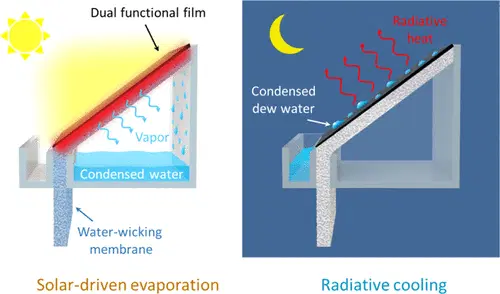 Dual functional film
Vapor
Condensed water
Water-wicking
membrane
Solar-driven evaporation
Radiative
heat
Condensed
dew water
Radiative cooling